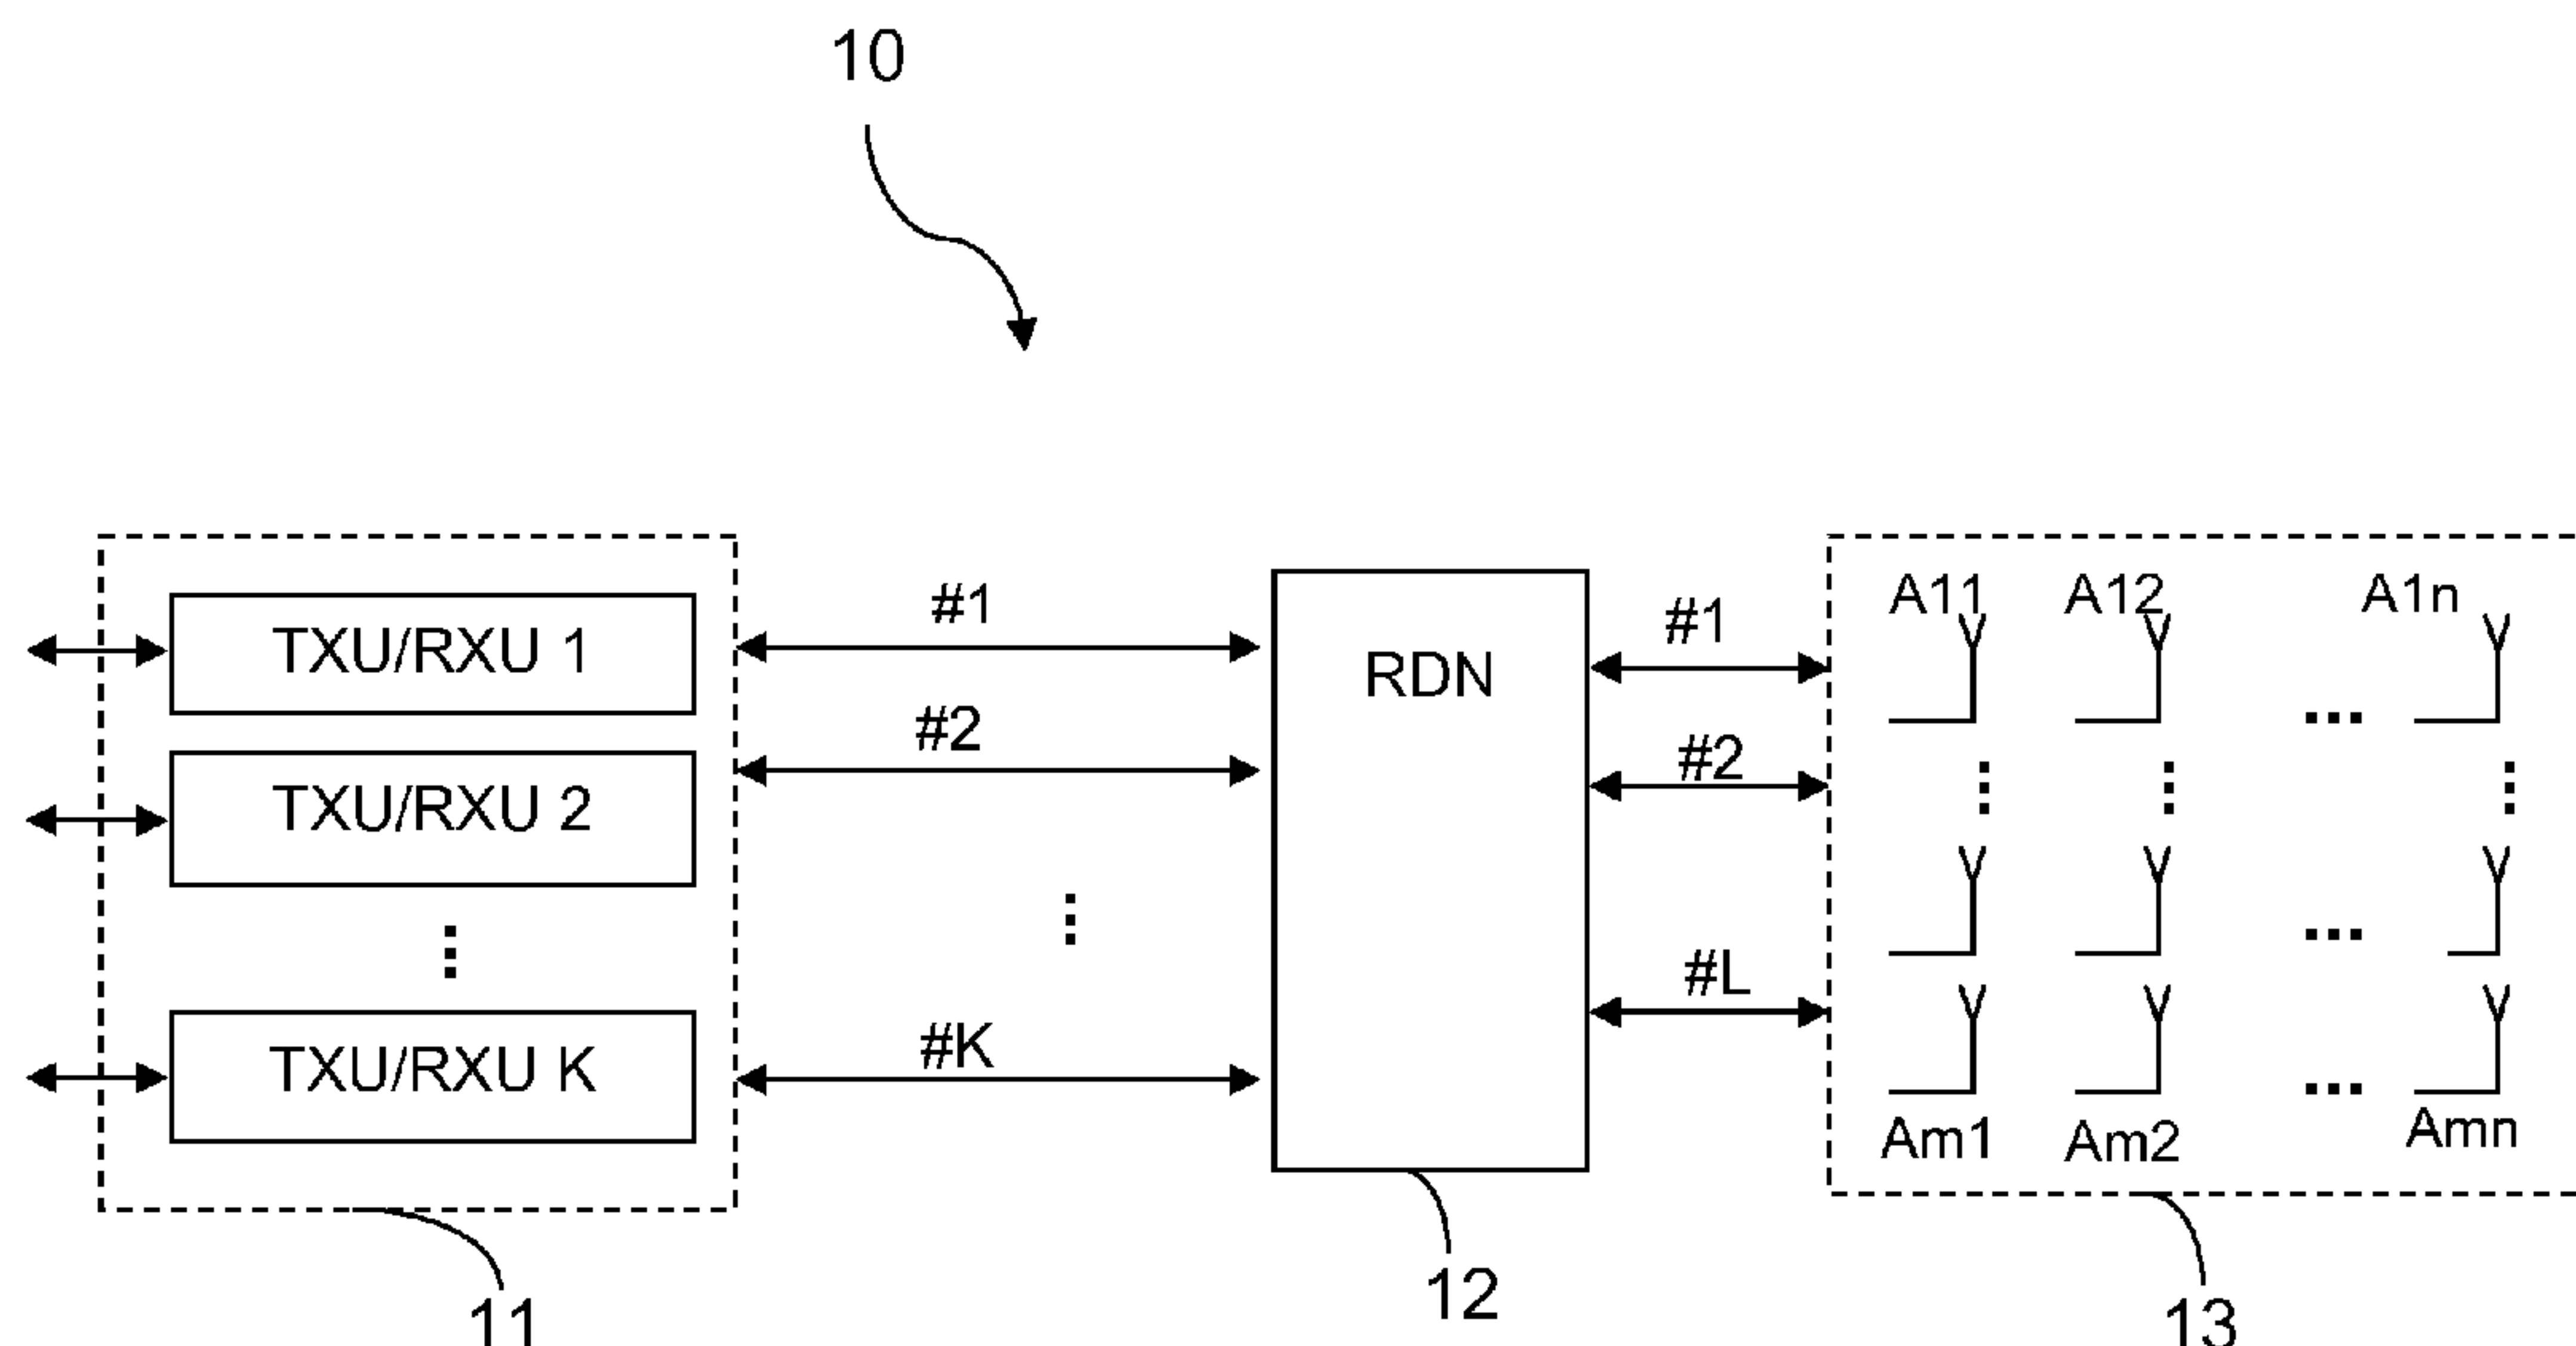 10
TXU/RXU 1
TXU/RXU 2
TXU/RXU K
#1
#2
#K
RDN
#1
#2
#L
A11 A12 A1n
Am1 Am2 Amn
11
12
13